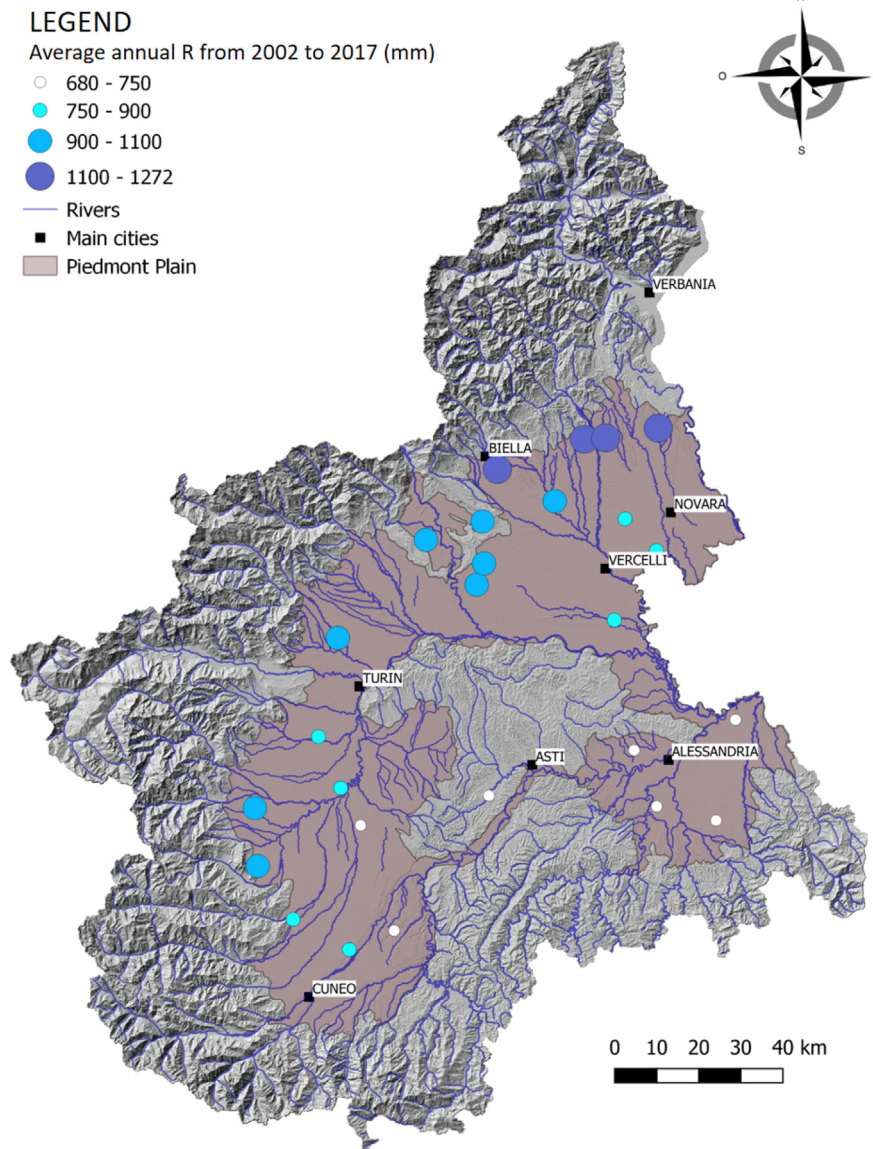 LEGEND
Average annual R from 2002 to 2017 (mm)
680 - 750
750 - 900
900 - 1100
1100 - 1272
Rivers
Main cities
Piedmont Plain
O
S
VERBANIA
BIELLA
NOVARA
VERCELLI
TURIN
ASTI
ALESSANDRIA
CUNEO
0 10 20 30 40 km